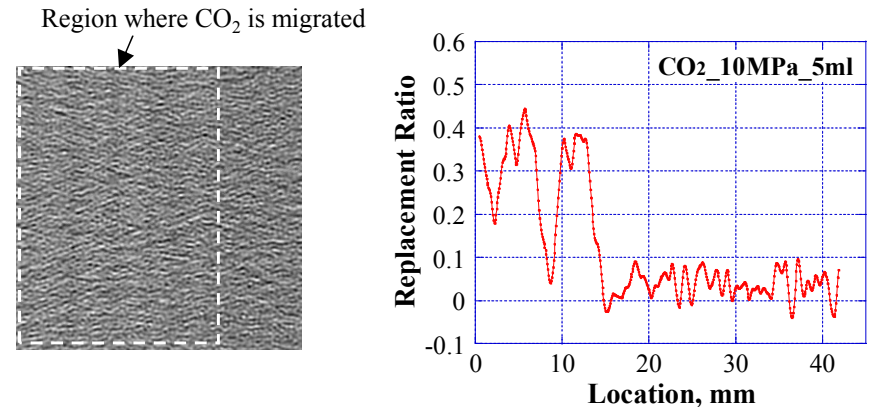 Region where CO₂ is migrated
CO2_10MPa_5ml
Replacement Ratio
0.6
0.5
0.4
0.3
0.2
0.1
0
-0.1
0 10 20 30 40
Location, mm